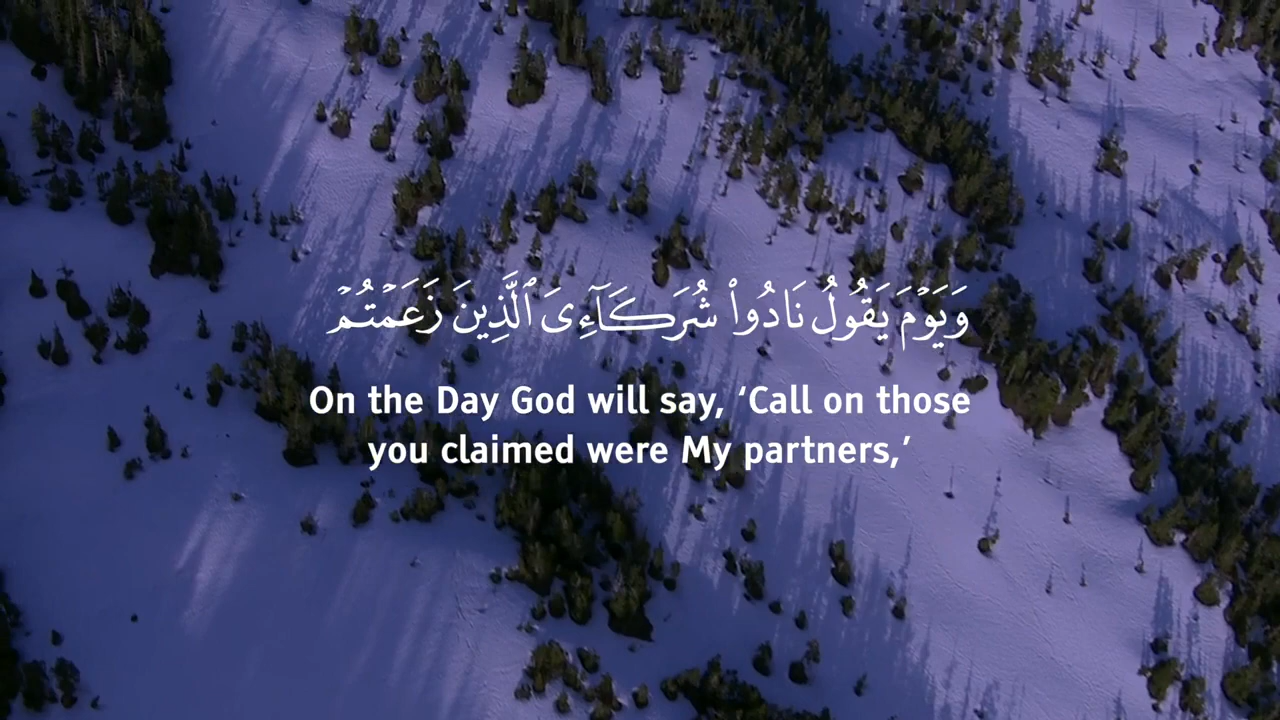 وَيَوۡمَ يَقُولُ نَادُواْ شُرَكَآءِىَ ٱلَّذِينَ زَعَمۡتُمۡ
On the Day God will say, ‘Call on those
you claimed were My partners,’